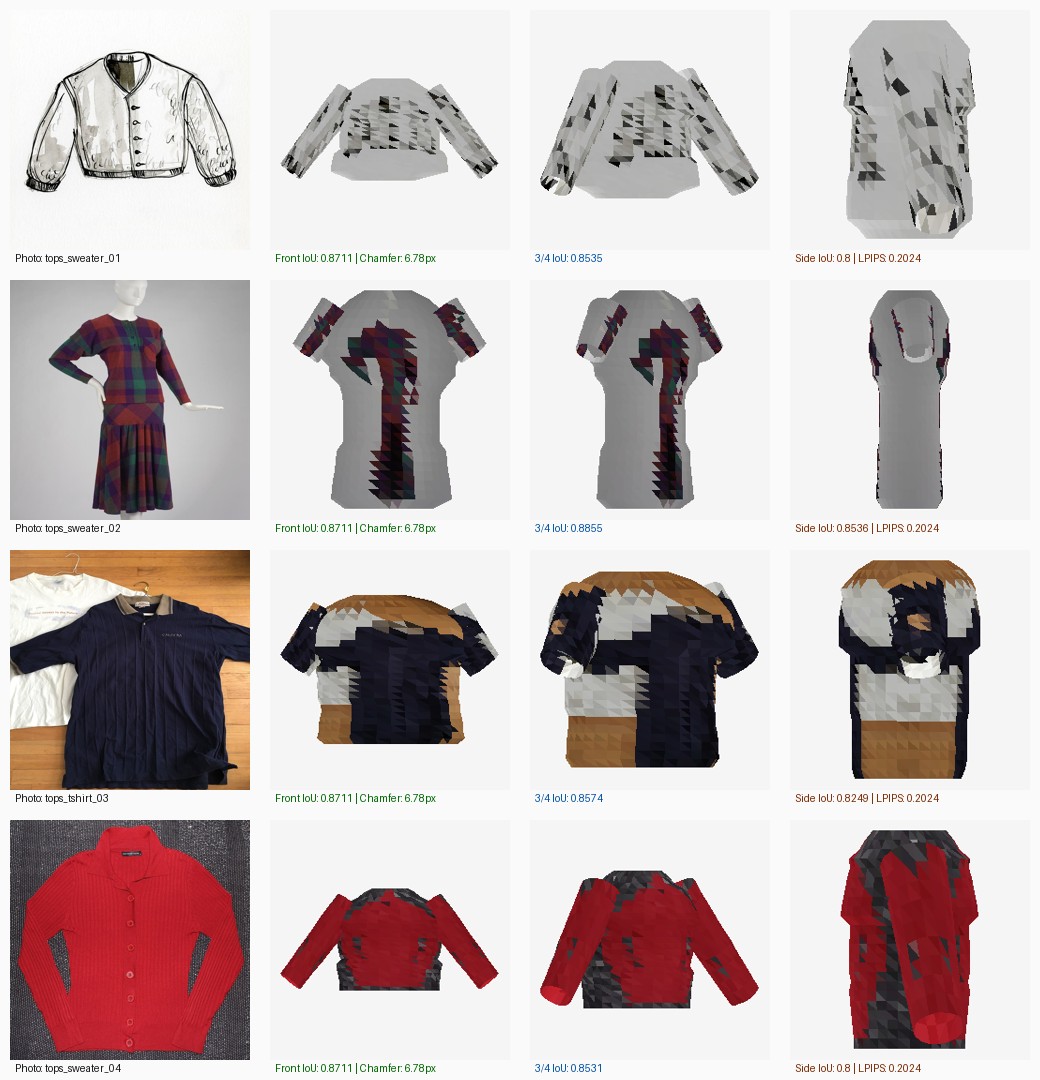 Photo: tops_sweater_01
Front IoU: 0.8711 | Chamfer: 6.78px
3/4 IoU: 0.8535
Side IoU: 0.8 | LPIPS: 0.2024
Photo: tops_sweater_02
Front IoU: 0.8711 | Chamfer: 6.78px
3/4 IoU: 0.8855
Side IoU: 0.8536 | LPIPS: 0.2024
Photo: tops_tshirt_03
Front IoU: 0.8711 | Chamfer: 6.78px
3/4 IoU: 0.8574
Side IoU: 0.8249 | LPIPS: 0.2024
Photo: tops_sweater_04
Front IoU: 0.8711 | Chamfer: 6.78px
3/4 IoU: 0.8531
Side IoU: 0.8 | LPIPS: 0.2024